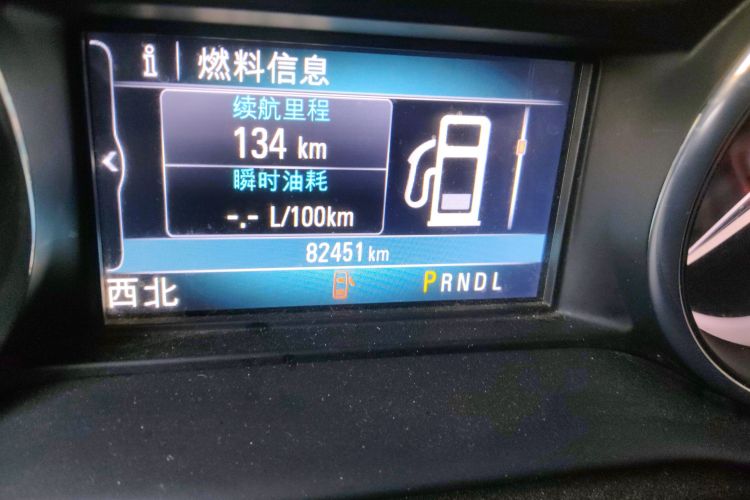 i 燃料信息
续航里程
134 km
瞬时油耗
-.- L/100km
82451 km
西北 PRNDL